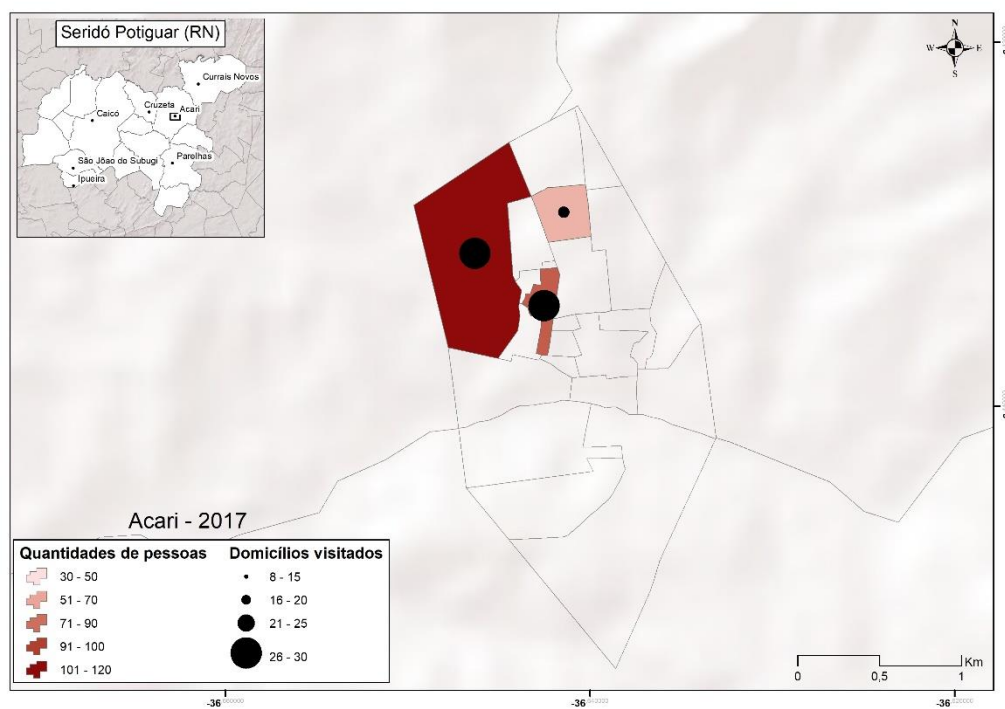 Seridó Potiguar (RN)
Currais Novos
Cruzeta
Acari
Caicó
São Jõao do Subugi
Parelhas
Ipueira
N
W
E
S
Acari - 2017
Quantidades de pessoas
Domicílios visitados
30 - 50
8 - 15
51 - 70
16 - 20
71 - 90
21 - 25
91 - 100
26 - 30
101 - 120
Km
0
0,5
1
-36
-36
-36